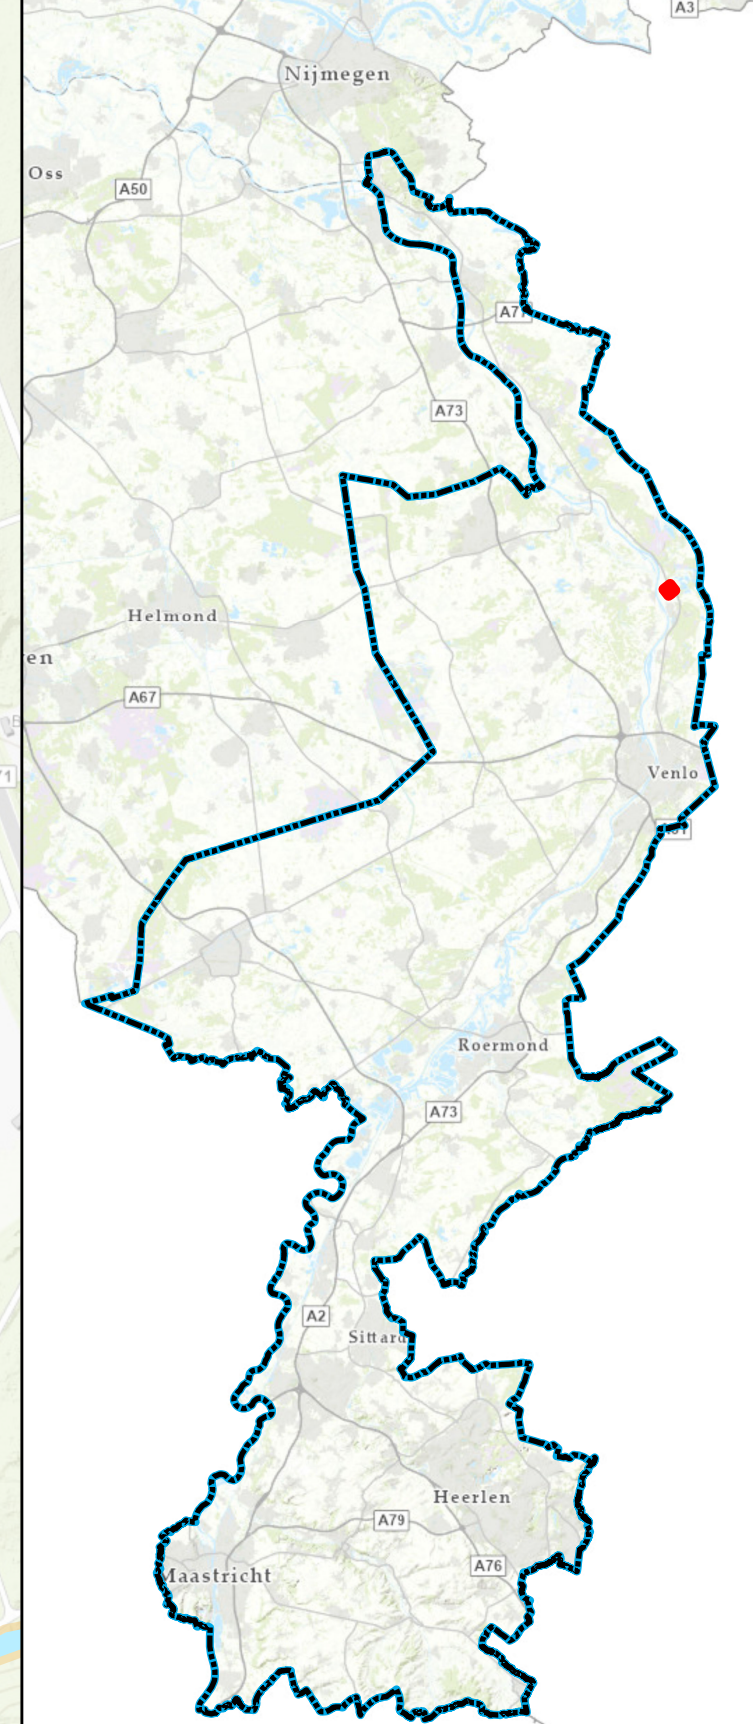 A3
Nijmegen
Oss
A50
A77
A73
Helmond
en
A67
Venlo
Roermond
A73
A2
Sittard
Heerlen
A79
A76
Maastricht